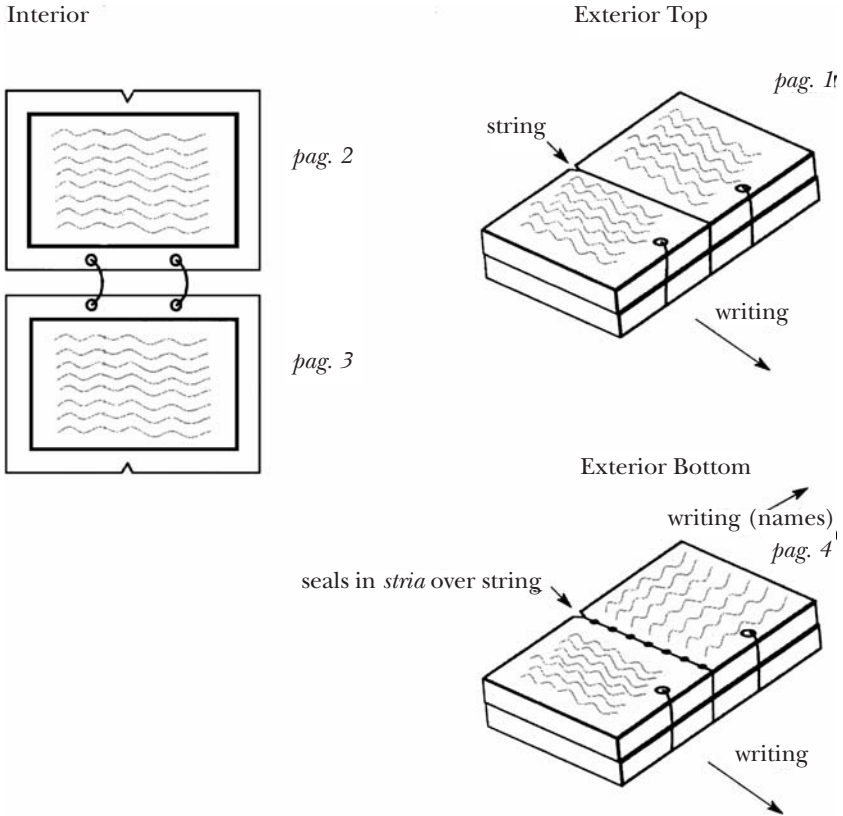 Interior
Exterior Top
pag. 1
string
pag. 2
writing
pag. 3
Exterior Bottom
writing (names)
pag. 4
seals in stria over string
writing